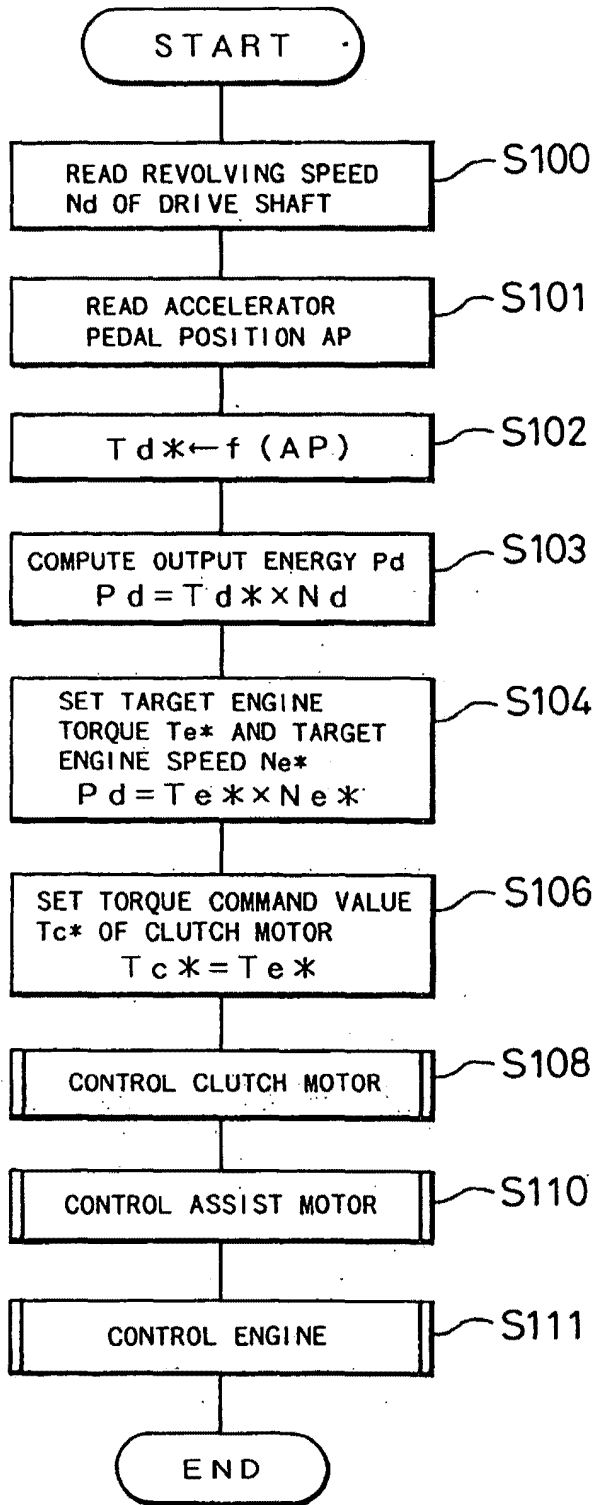 START
READ REVOLVING SPEED
Nd OF DRIVE SHAFT
S100
READ ACCELERATOR
PEDAL POSITION AP
S101
Td*←f(AP)
S102
COMPUTE OUTPUT ENERGY Pd
Pd=Td*×Nd
S103
SET TARGET ENGINE
TORQUE Te* AND TARGET
ENGINE SPEED Ne*
Pd=Te*×Ne*
S104
SET TORQUE COMMAND VALUE
Tc* OF CLUTCH MOTOR
Tc*=Te*
S106
CONTROL CLUTCH MOTOR
S108
CONTROL ASSIST MOTOR
S110
CONTROL ENGINE
S111
END